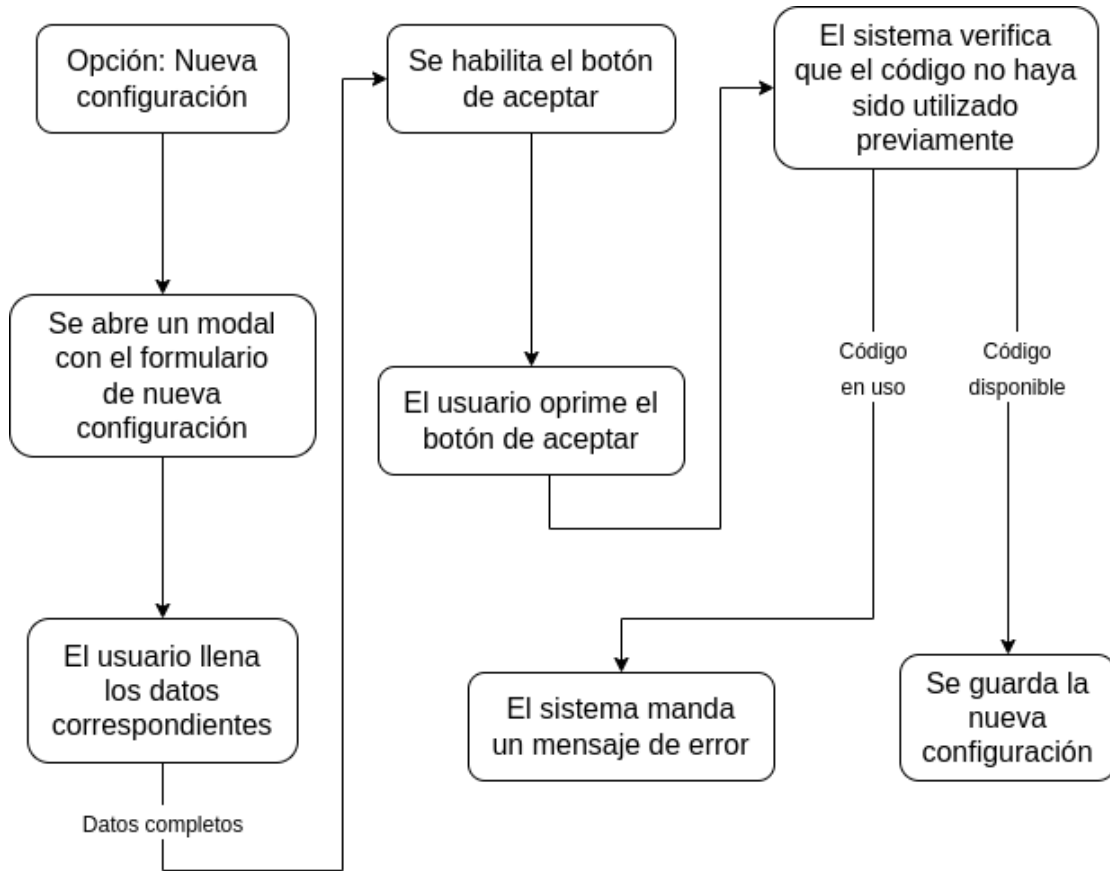 Opción: Nueva
configuración
Se abre un modal
con el formulario
de nueva
configuración
El usuario llena
los datos
correspondientes
Datos completos
Se habilita el botón
de aceptar
El usuario oprime el
botón de aceptar
El sistema verifica
que el código no haya
sido utilizado
previamente
Código
en uso
Código
disponible
El sistema manda
un mensaje de error
Se guarda la
nueva
configuración